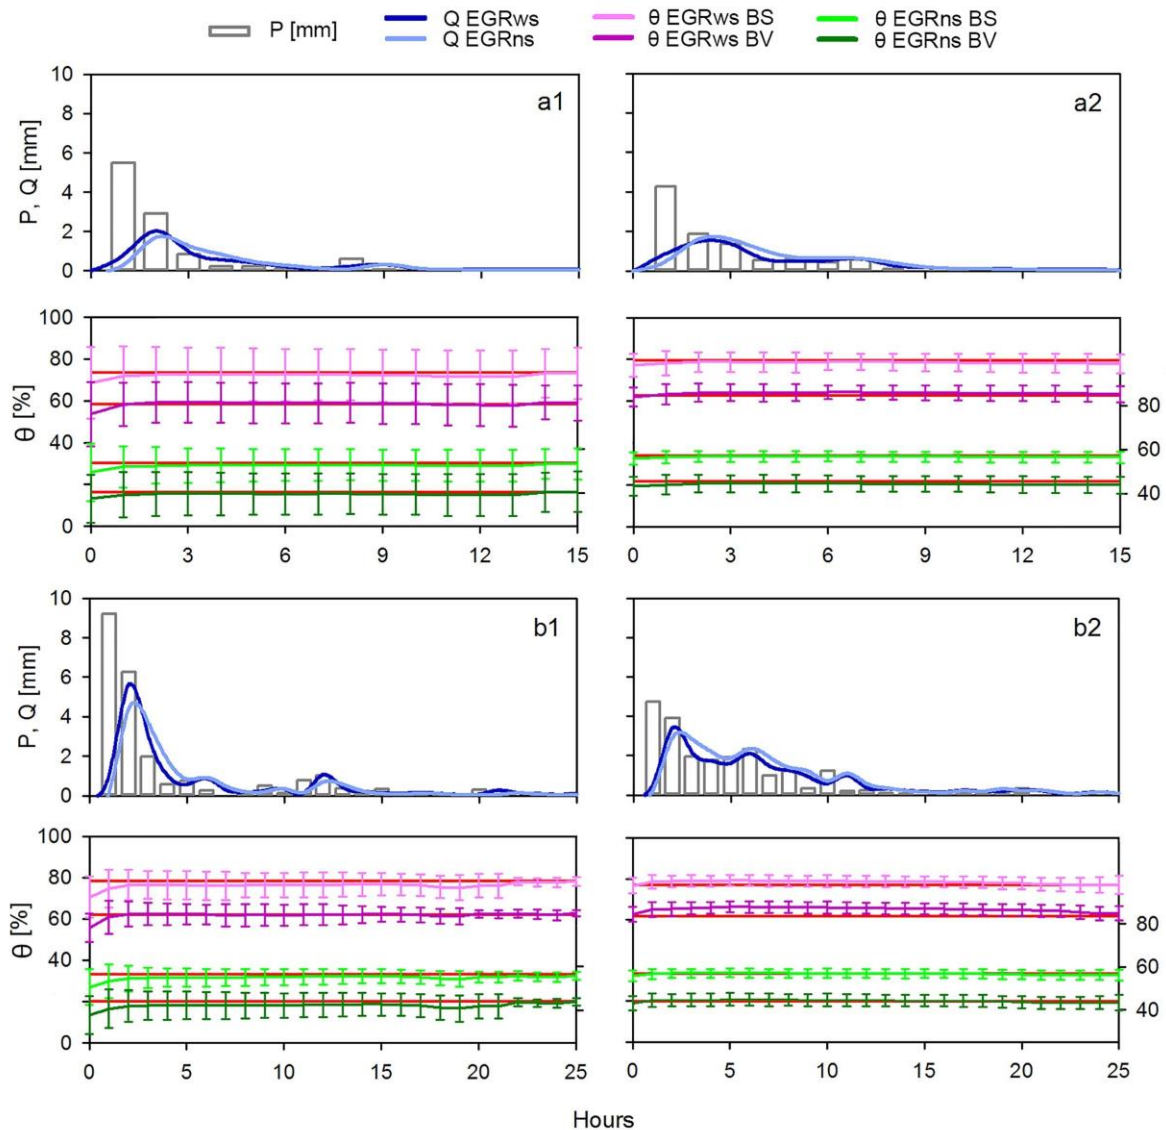 P [mm] Q EGRws θ EGRws BS θ EGRns BS
Q EGRns θ EGRws BV θ EGRns BV
a1 a2
P, Q [mm]
10
8
6
4
2
0
θ [%]
100
80
60
40
0
80
60
40
0 3 6 9 12 15 0 3 6 9 12 15
b1 b2
P, Q [mm]
10
8
6
4
2
0
θ [%]
100
80
60
40
0
80
60
40
0 5 10 15 20 25 0 5 10 15 20 25
Hours